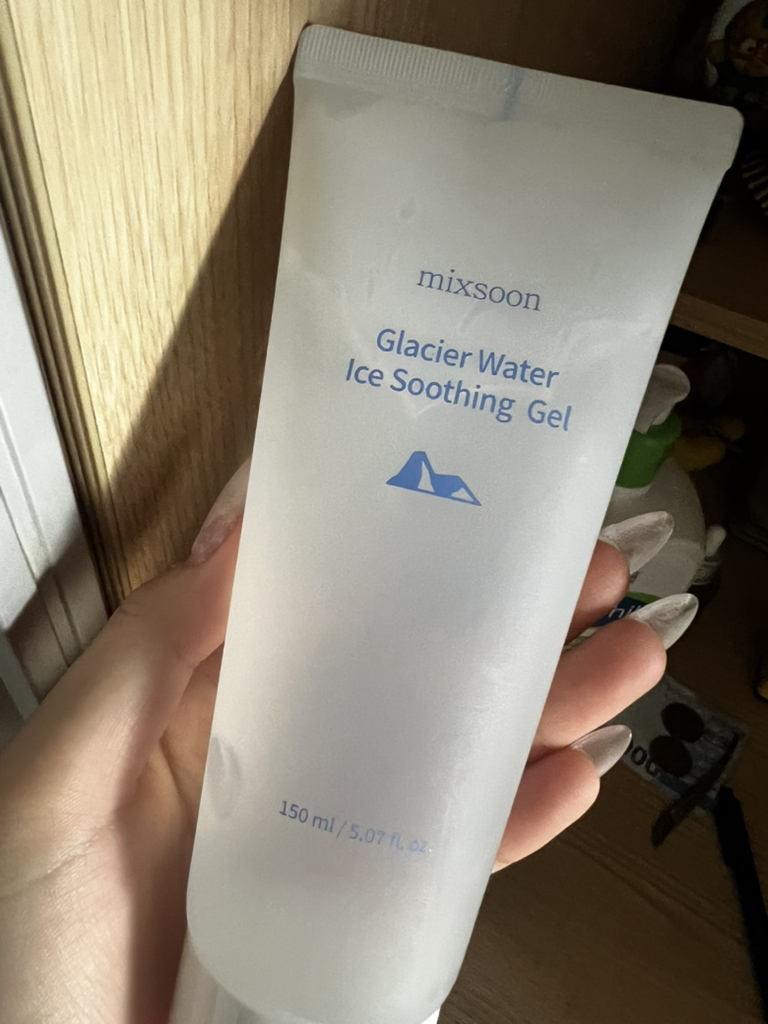 mixsoon
Glacier Water
Ice Soothing Gel
150 ml / 5.07 fl. oz.